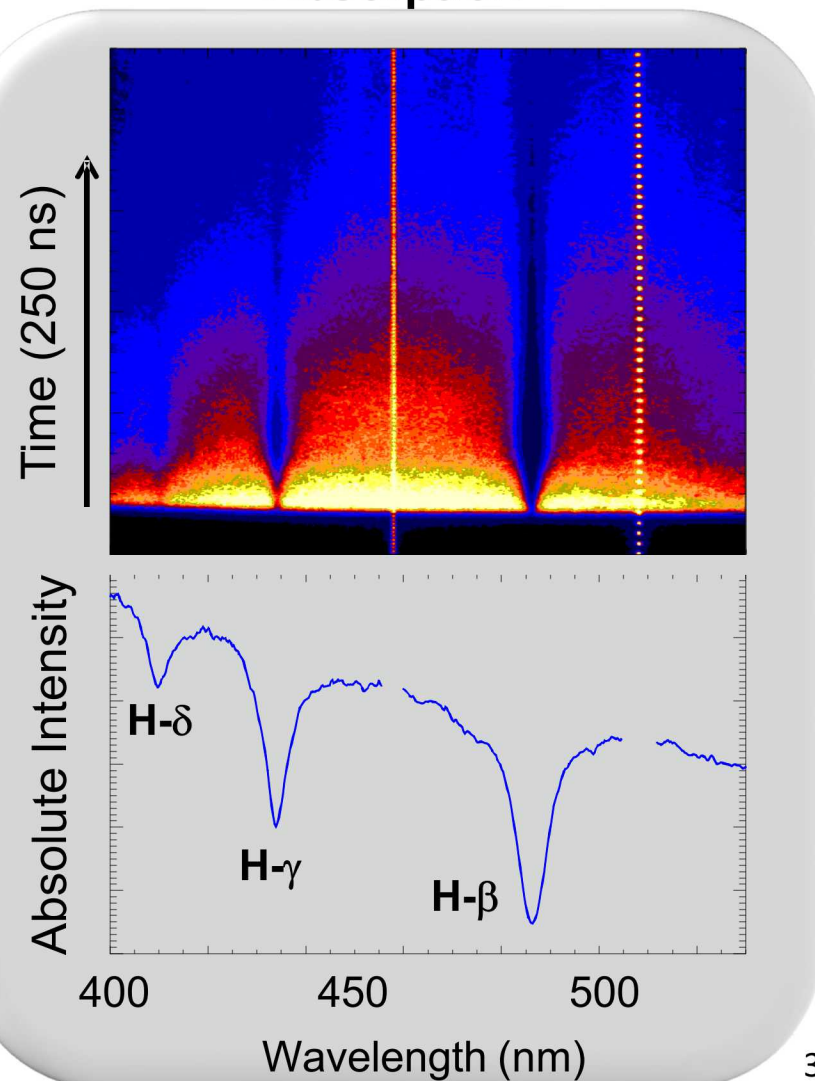 Time (250 ns)
Absolute Intensity
H-δ
H-γ
H-β
400 450 500
Wavelength (nm)
3